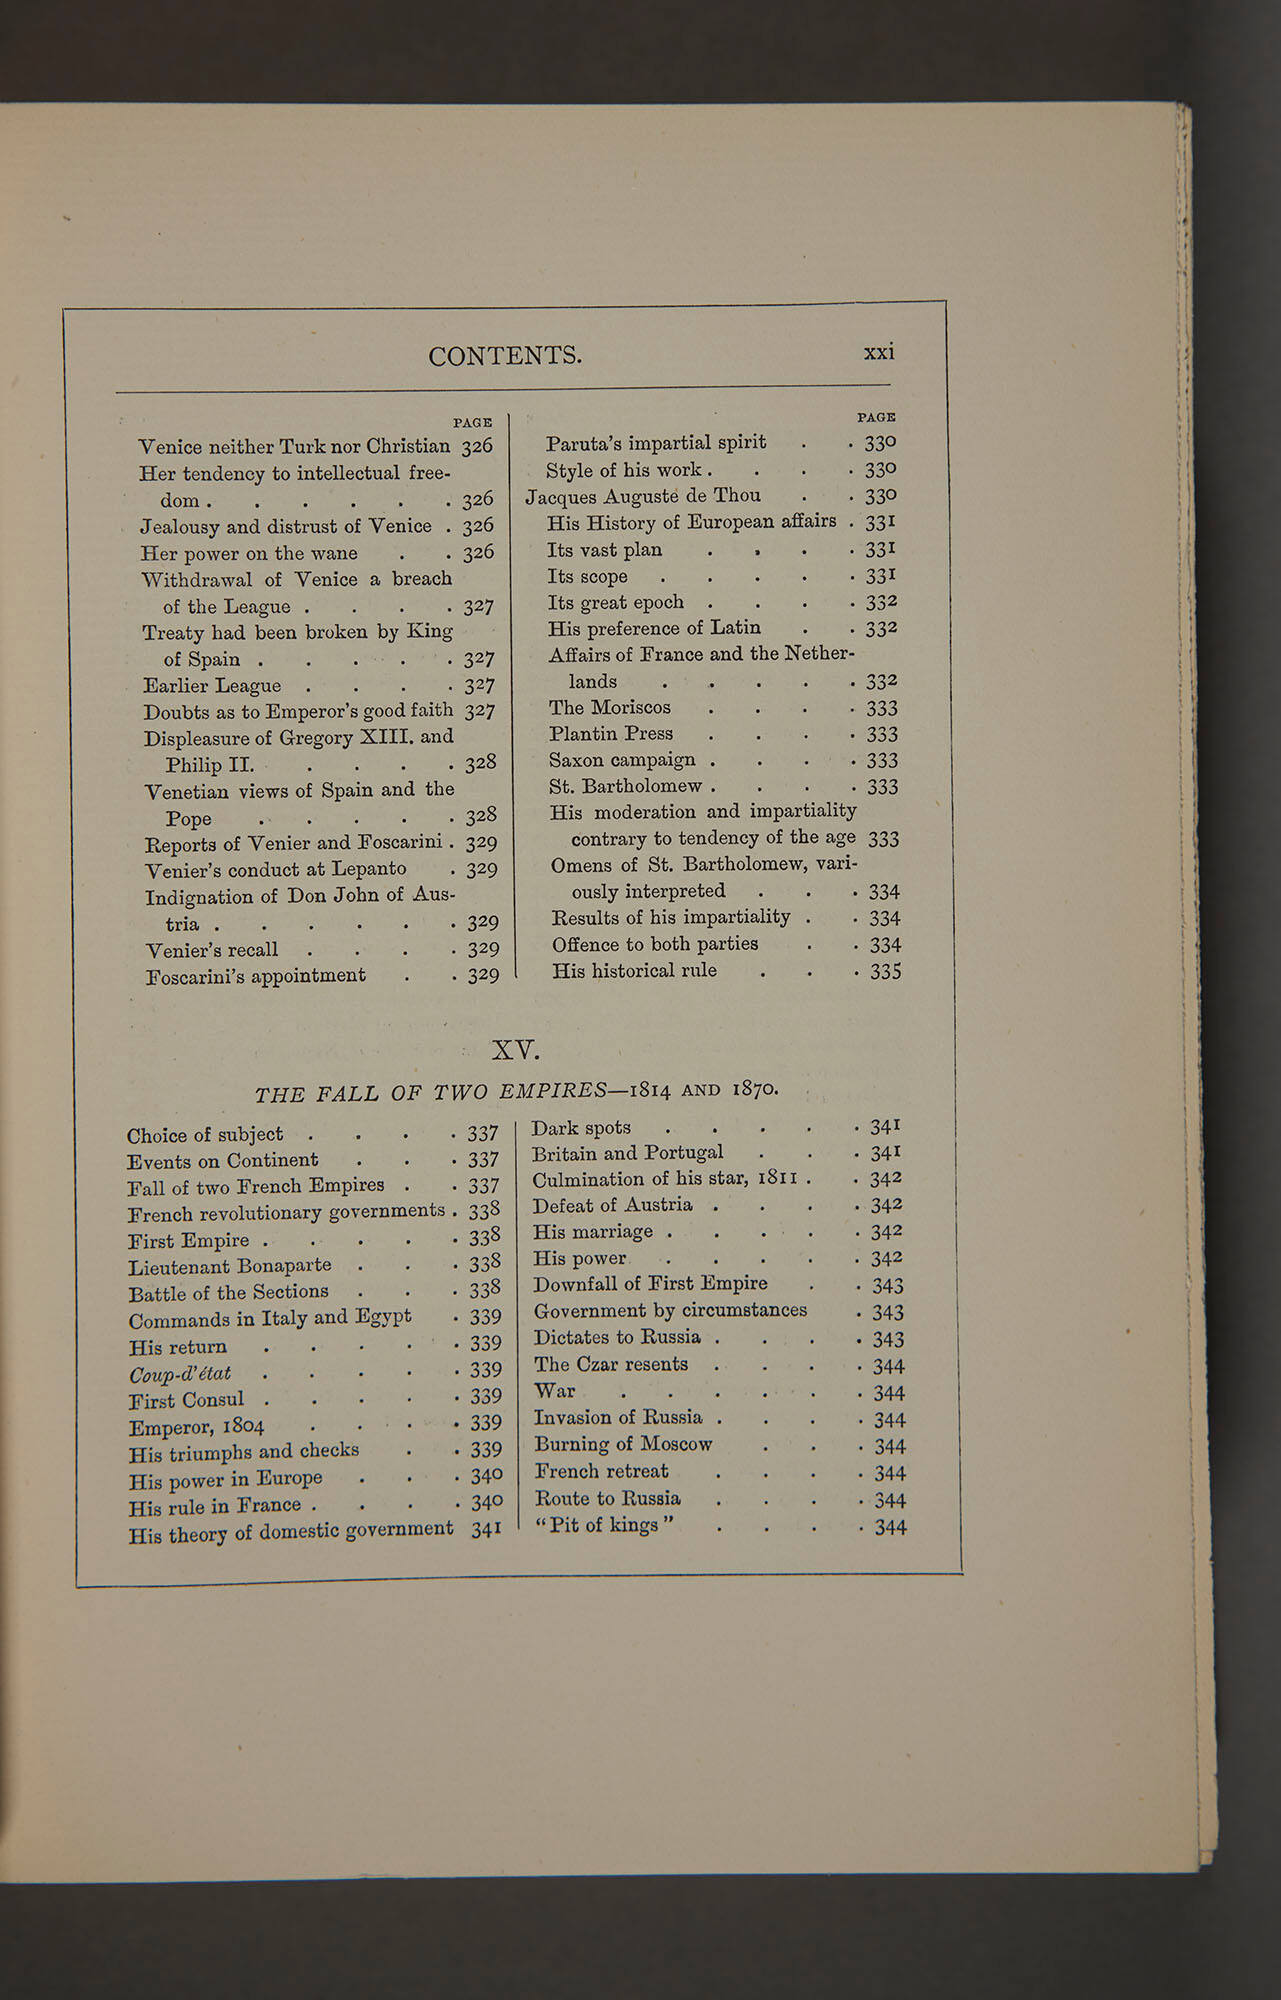 CONTENTS. xxi
PAGE
Venice neither Turk nor Christian 326
Her tendency to intellectual free-
dom . . . . . . 326
Jealousy and distrust of Venice . 326
Her power on the wane . . 326
Withdrawal of Venice a breach
of the League . . . . 327
Treaty had been broken by King
of Spain . . . . . 327
Earlier League . . . . 327
Doubts as to Emperor's good faith 327
Displeasure of Gregory XIII. and
Philip II. . . . . 328
Venetian views of Spain and the
Pope . . . . . 328
Reports of Venier and Foscarini . 329
Venier's conduct at Lepanto . 329
Indignation of Don John of Aus-
tria . . . . . . 329
Venier's recall . . . . 329
Foscarini's appointment . . 329
PAGE
Paruta's impartial spirit . . 330
Style of his work . . . . 330
Jacques Auguste de Thou . . 330
His History of European affairs . 331
Its vast plan . . . . 331
Its scope . . . . . 331
Its great epoch . . . . 332
His preference of Latin . . 332
Affairs of France and the Nether-
lands . . . . . 332
The Moriscos . . . . 333
Plantin Press . . . . 333
Saxon campaign . . . . 333
St. Bartholomew . . . . 333
His moderation and impartiality
contrary to tendency of the age 333
Omens of St. Bartholomew, vari-
ously interpreted . . . 334
Results of his impartiality . . 334
Offence to both parties . . 334
His historical rule . . . 335
XV.
THE FALL OF TWO EMPIRES—1814 AND 1870.
Choice of subject . . . . 337
Events on Continent . . . 337
Fall of two French Empires . . 337
French revolutionary governments . 338
First Empire . . . . . 338
Lieutenant Bonaparte . . . 338
Battle of the Sections . . . 338
Commands in Italy and Egypt . 339
His return . . . . . 339
Coup-d'état . . . . . 339
First Consul . . . . . 339
Emperor, 1804 . . . . 339
His triumphs and checks . . 339
His power in Europe . . . 340
His rule in France . . . . 340
His theory of domestic government 341
Dark spots . . . . . 341
Britain and Portugal . . . 341
Culmination of his star, 1811 . . 342
Defeat of Austria . . . . 342
His marriage . . . . . 342
His power . . . . . 342
Downfall of First Empire . . 343
Government by circumstances . 343
Dictates to Russia . . . . 343
The Czar resents . . . . 344
War . . . . . . 344
Invasion of Russia . . . . 344
Burning of Moscow . . . 344
French retreat . . . . 344
Route to Russia . . . . 344
“Pit of kings” . . . . 344